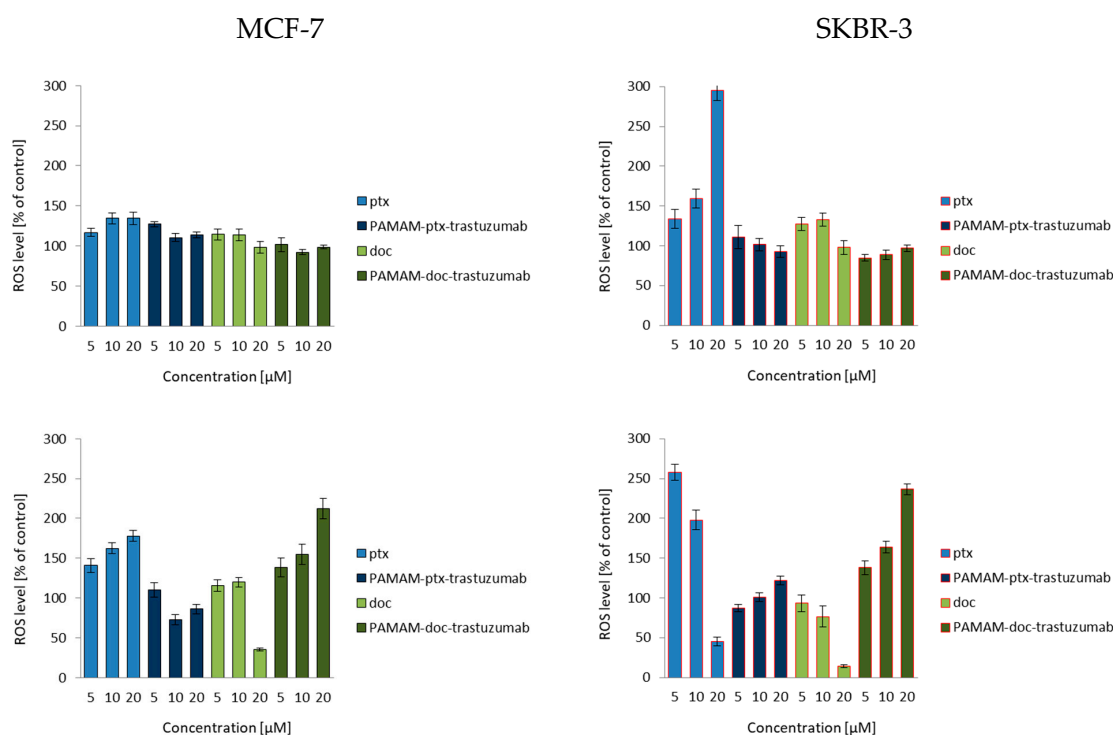 MCF-7
SKBR-3
ROS level [% of control]
300
250
200
150
100
50
0
5 10 20 5 10 20 5 10 20 5 10 20
Concentration [µM]
ptx
PAMAM-ptx-trastuzumab
doc
PAMAM-doc-trastuzumab
ROS level [% of control]
300
250
200
150
100
50
0
5 10 20 5 10 20 5 10 20 5 10 20
Concentration [µM]
ptx
PAMAM-ptx-trastuzumab
doc
PAMAM-doc-trastuzumab
ROS level [% of control]
300
250
200
150
100
50
0
5 10 20 5 10 20 5 10 20 5 10 20
Concentration [µM]
ptx
PAMAM-ptx-trastuzumab
doc
PAMAM-doc-trastuzumab
ROS level [% of control]
300
250
200
150
100
50
0
5 10 20 5 10 20 5 10 20 5 10 20
Concentration [µM]
ptx
PAMAM-ptx-trastuzumab
doc
PAMAM-doc-trastuzumab